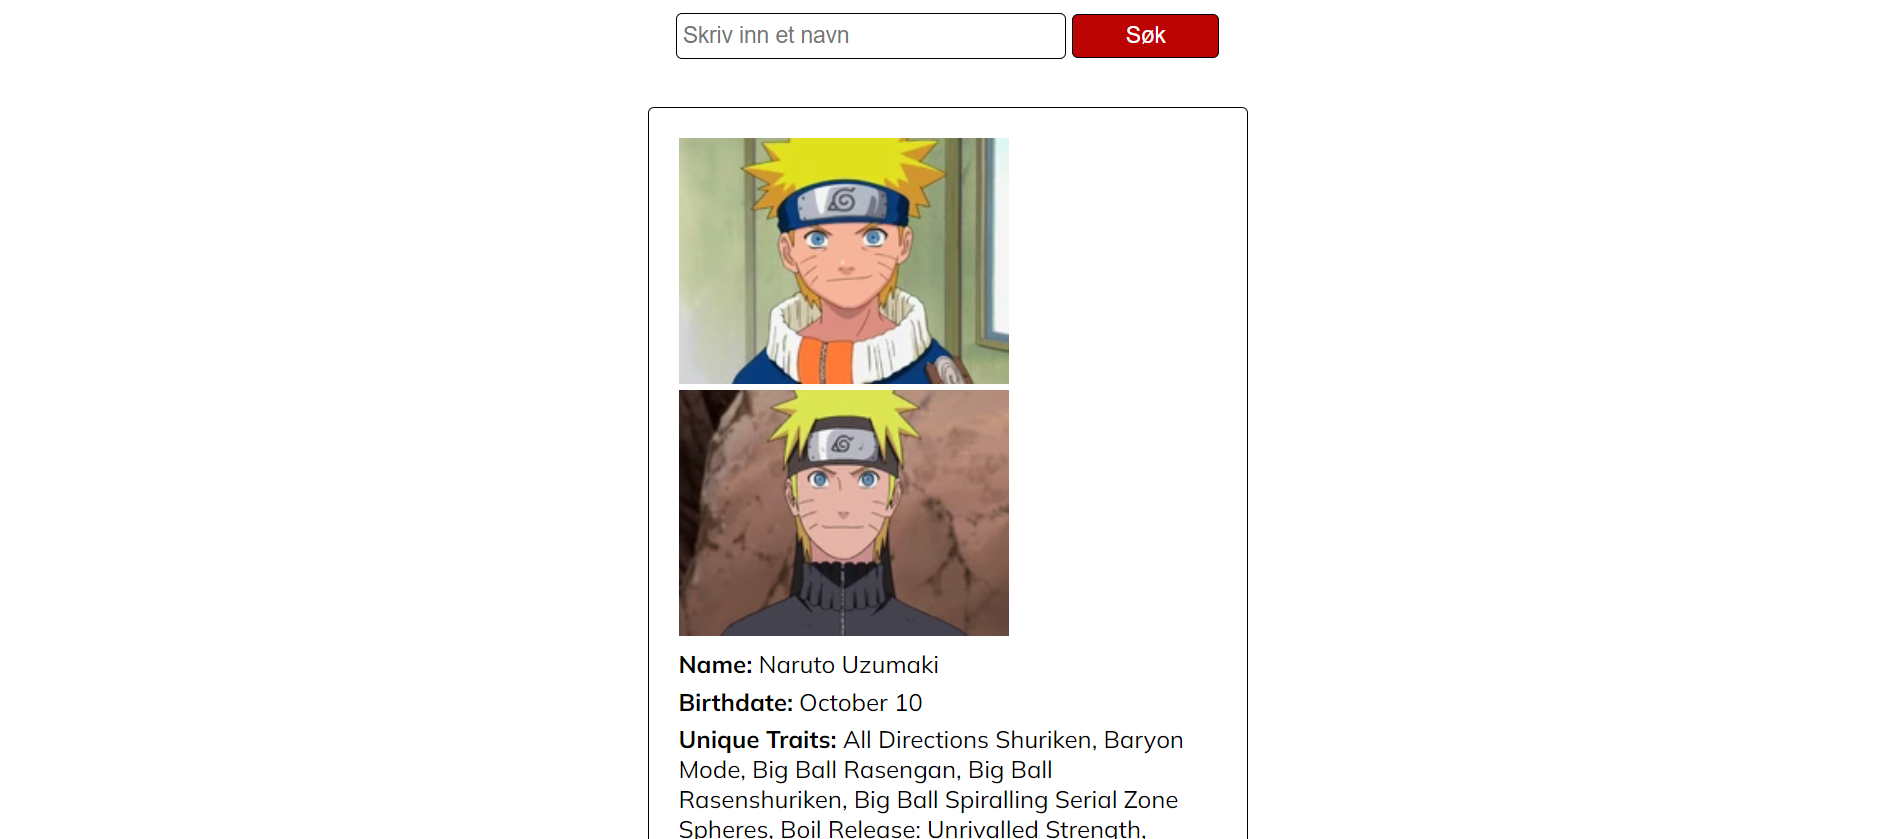 Skriv inn et navn
Søk
Name: Naruto Uzumaki
Birthdate: October 10
Unique Traits: All Directions Shuriken, Baryon
Mode, Big Ball Rasengan, Big Ball
Rasenshuriken, Big Ball Spiralling Serial Zone
Spheres, Boil Release: Unrivalled Strength,